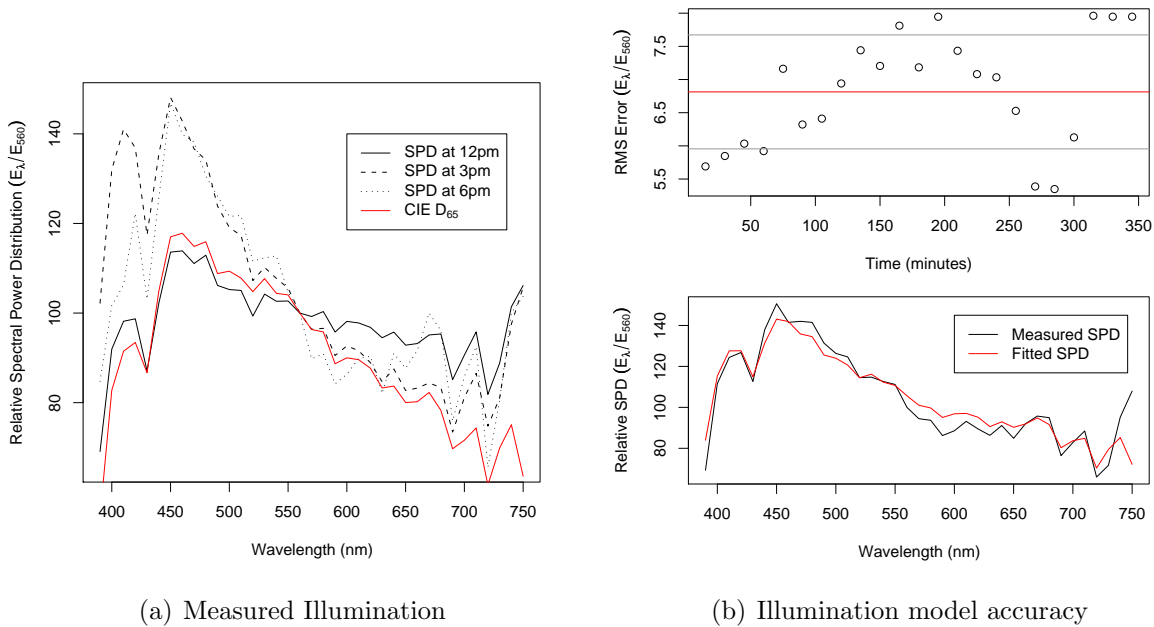 Relative Spectral Power Distribution (Eλ/E560)
140
120
100
80
SPD at 12pm
SPD at 3pm
SPD at 6pm
CIE D65
400 450 500 550 600 650 700 750
Wavelength (nm)
(a) Measured Illumination
RMS Error (Eλ/E560)
7.5
6.5
5.5
50 100 150 200 250 300 350
Time (minutes)
Relative SPD (Eλ/E560)
140
120
100
80
Measured SPD
Fitted SPD
400 450 500 550 600 650 700 750
Wavelength (nm)
(b) Illumination model accuracy